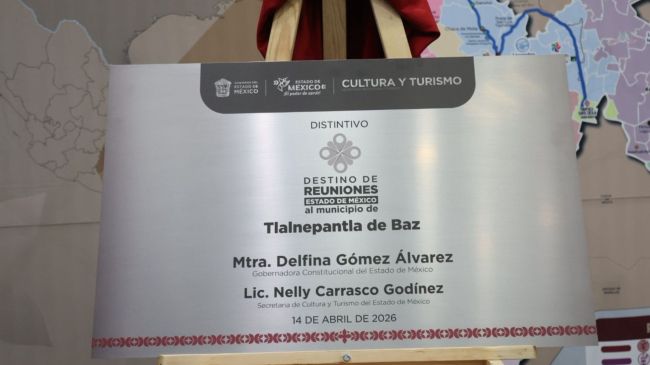 GOBIERNO DEL
ESTADO DE
MÉXICO
ESTADO DE
MÉXICO
¡El poder de servir!
CULTURA Y TURISMO
DISTINTIVO
DESTINO DE
REUNIONES
ESTADO DE MÉXICO
al municipio de
Tlalnepantla de Baz
Mtra. Delfina Gómez Álvarez
Gobernadora Constitucional del Estado de México
Lic. Nelly Carrasco Godínez
Secretaria de Cultura y Turismo del Estado de México
14 DE ABRIL DE 2026